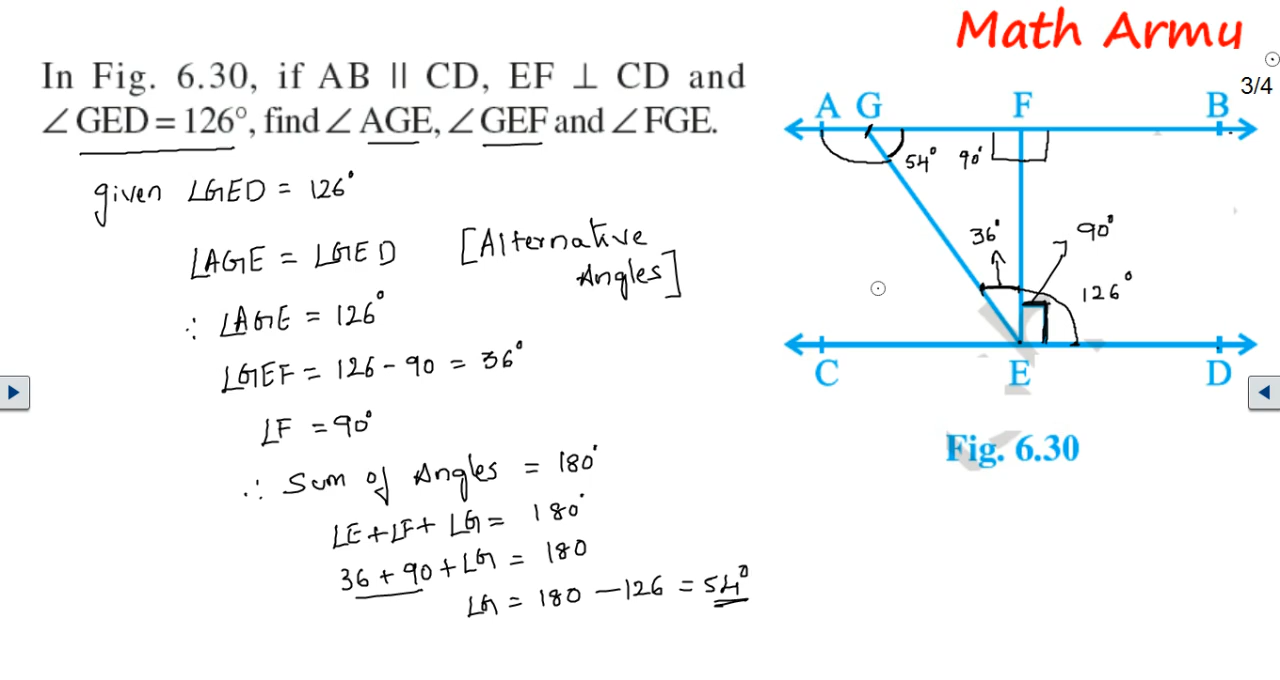 Math Army
3/4
In Fig. 6.30, if AB || CD, EF ⊥ CD and
∠ GED = 126°, find ∠ AGE, ∠ GEF and ∠ FGE.
given ∠GED = 126°
∠AGE = ∠GED [Alternative Angles]
∴ ∠AGE = 126°
∠GEF = 126 - 90 = 36°
∠F = 90°
∴ Sum of Angles = 180°
∠E + ∠F + ∠G = 180°
36 + 90 + ∠G = 180
∠G = 180 - 126 = 54°
A G F B
54° 90°
36° 90°
126°
C E D
Fig. 6.30